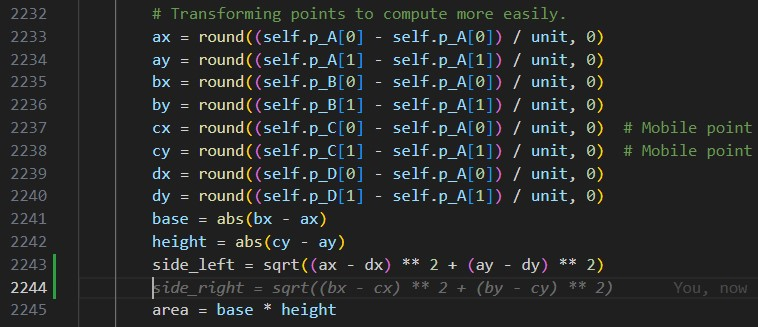 2232 # Transforming points to compute more easily.
2233 ax = round((self.p_A[0] - self.p_A[0]) / unit, 0)
2234 ay = round((self.p_A[1] - self.p_A[1]) / unit, 0)
2235 bx = round((self.p_B[0] - self.p_A[0]) / unit, 0)
2236 by = round((self.p_B[1] - self.p_A[1]) / unit, 0)
2237 cx = round((self.p_C[0] - self.p_A[0]) / unit, 0) # Mobile point
2238 cy = round((self.p_C[1] - self.p_A[1]) / unit, 0) # Mobile point
2239 dx = round((self.p_D[0] - self.p_A[0]) / unit, 0)
2240 dy = round((self.p_D[1] - self.p_A[1]) / unit, 0)
2241 base = abs(bx - ax)
2242 height = abs(cy - ay)
2243 side_left = sqrt((ax - dx) ** 2 + (ay - dy) ** 2)
2244 side_right = sqrt((bx - cx) ** 2 + (by - cy) ** 2) You, now
2245 area = base * height